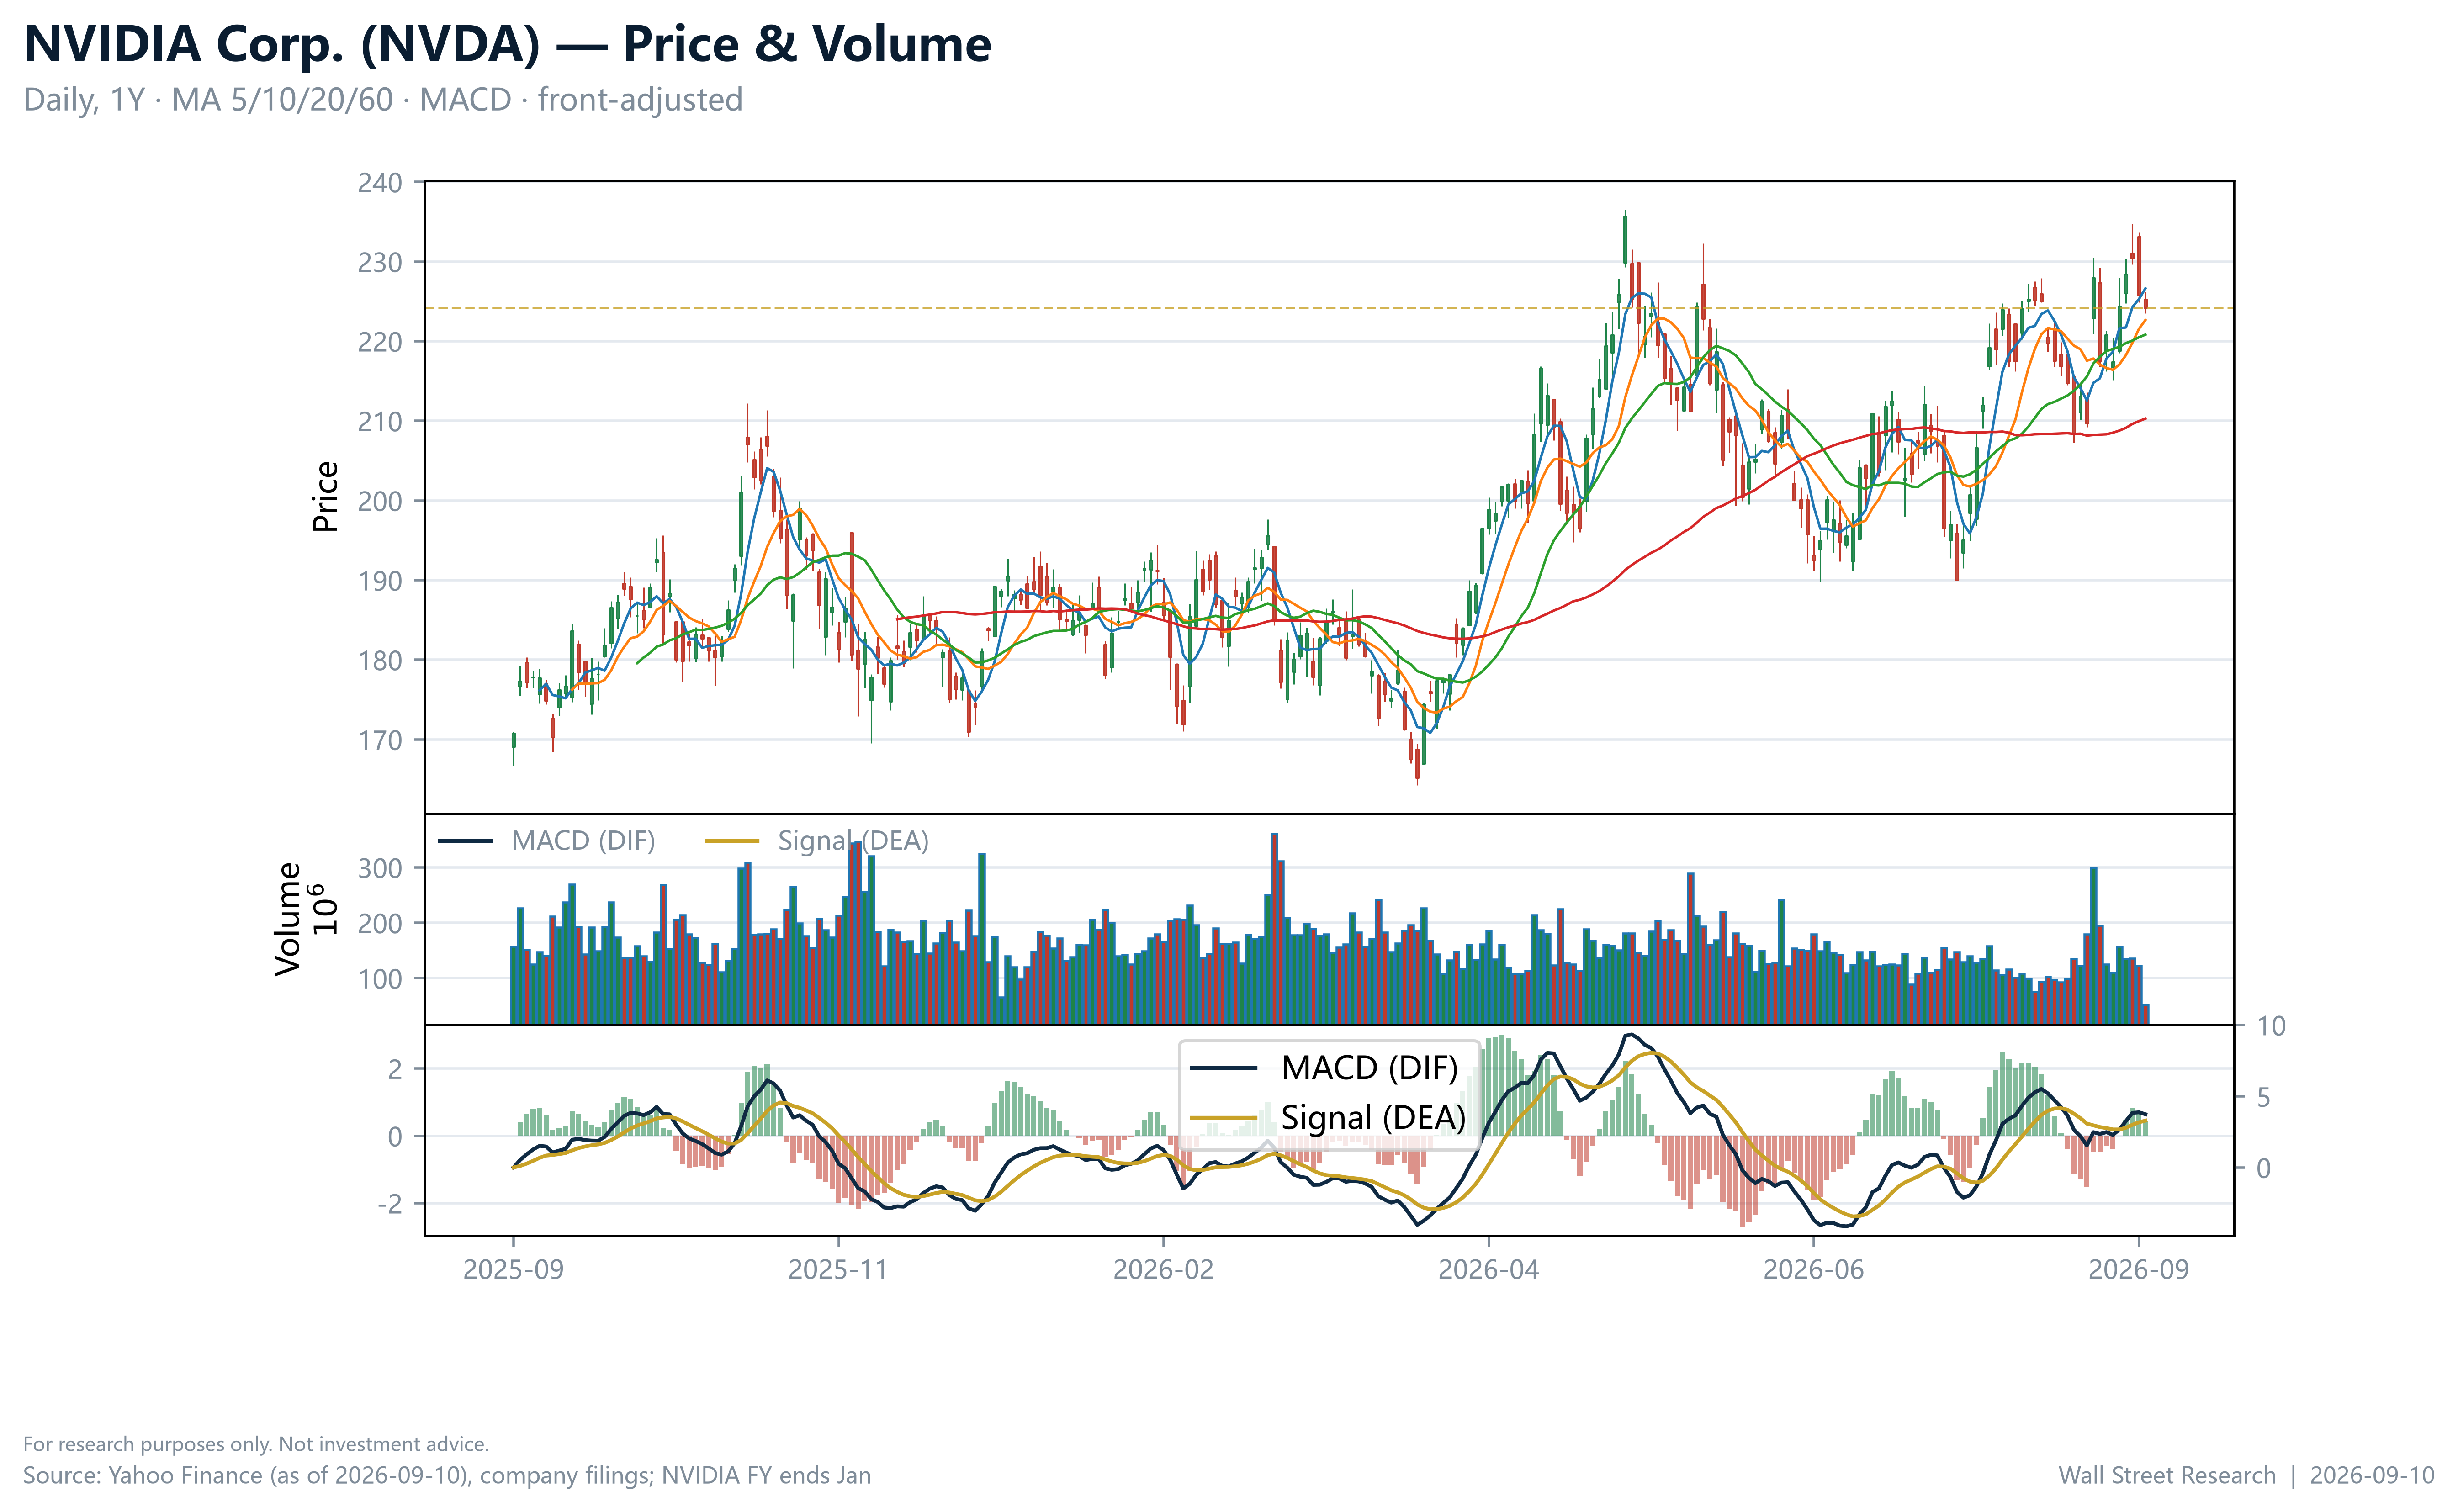 NVIDIA Corp. (NVDA) — Price & Volume
Daily, 1Y · MA 5/10/20/60 · MACD · front-adjusted
240
230
220
210
200
190
180
170
Price
MACD (DIF)
Signal (DEA)
300
200
100
Volume
10⁶
10
MACD (DIF)
Signal (DEA)
2
0
-2
5
0
2025-09
2025-11
2026-02
2026-04
2026-06
2026-09
For research purposes only. Not investment advice.
Source: Yahoo Finance (as of 2026-09-10), company filings; NVIDIA FY ends Jan
Wall Street Research | 2026-09-10